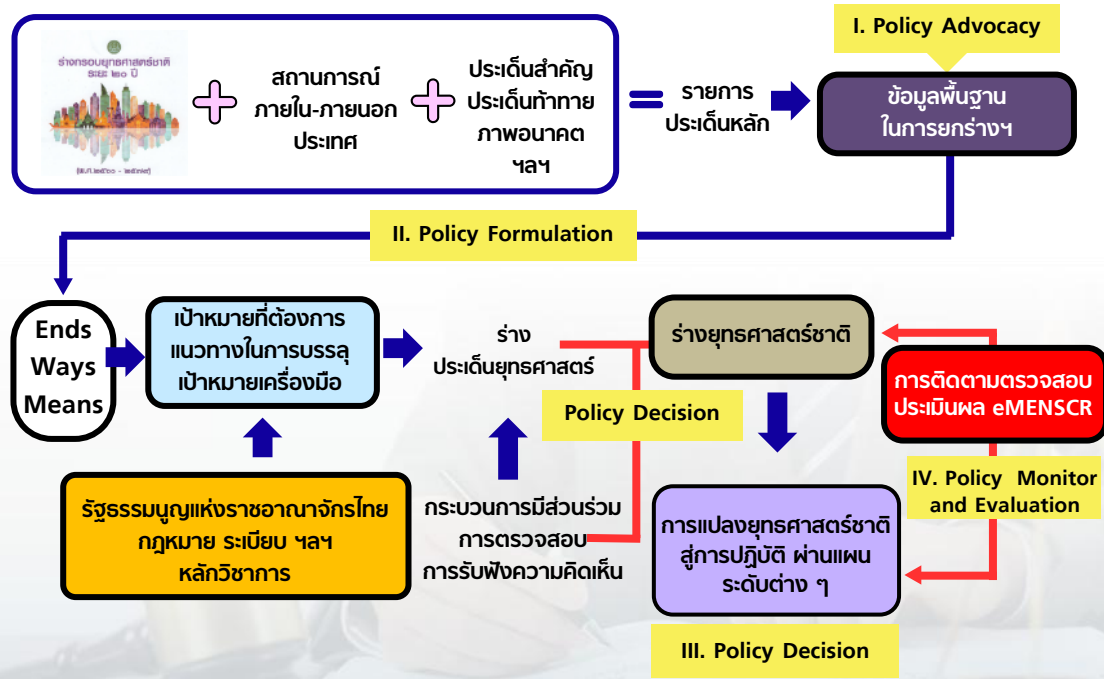 I. Policy Advocacy
ร่างกรอบยุทธศาสตร์ชาติ
ระยะ ๒๐ ปี
สถานการณ์
ภายใน-ภายนอก
ประเทศ
ประเด็นสำคัญ
ประเด็นท้าทาย
ภาพอนาคต
ฯลฯ
รายการ
ประเด็นหลัก
ข้อมูลพื้นฐาน
ในการยกร่างฯ
II. Policy Formulation
Ends
Ways
Means
เป้าหมายที่ต้องการ
แนวทางในการบรรลุ
เป้าหมายเครื่องมือ
ร่าง
ประเด็นยุทธศาสตร์
ร่างยุทธศาสตร์ชาติ
การติดตามตรวจสอบ
ประเมินผล eMENSCR
Policy Decision
IV. Policy Monitor
and Evaluation
รัฐธรรมนูญแห่งราชอาณาจักรไทย
กฎหมาย ระเบียบ ฯลฯ
หลักวิชาการ
กระบวนการมีส่วนร่วม
การตรวจสอบ
การรับฟังความคิดเห็น
การแปลงยุทธศาสตร์ชาติ
สู่การปฏิบัติ ผ่านแผน
ระดับต่าง ๆ
III. Policy Decision